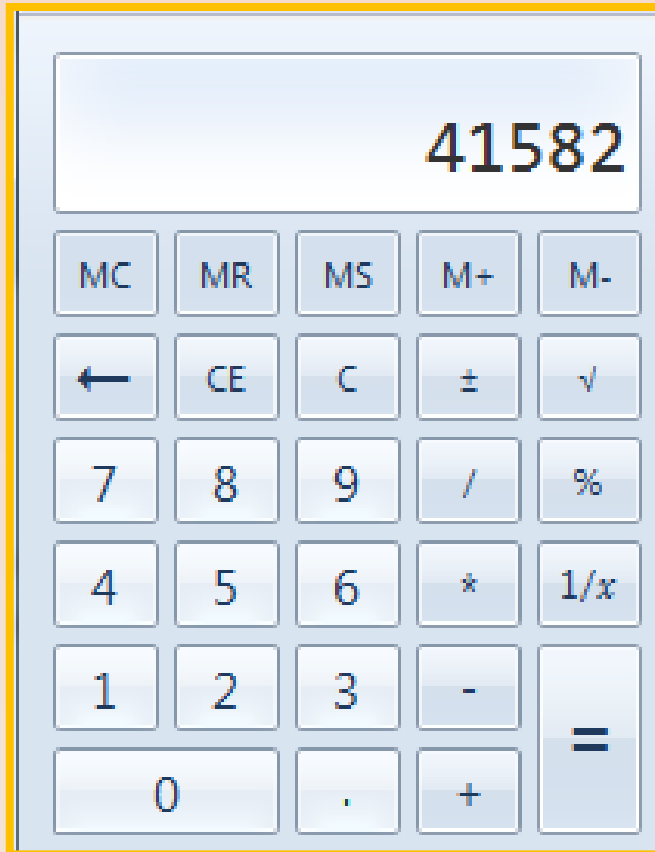 41582
MC MR MS M+ M-
← CE C ± √
7 8 9 / %
4 5 6 * 1/x
1 2 3 - =
0 . +